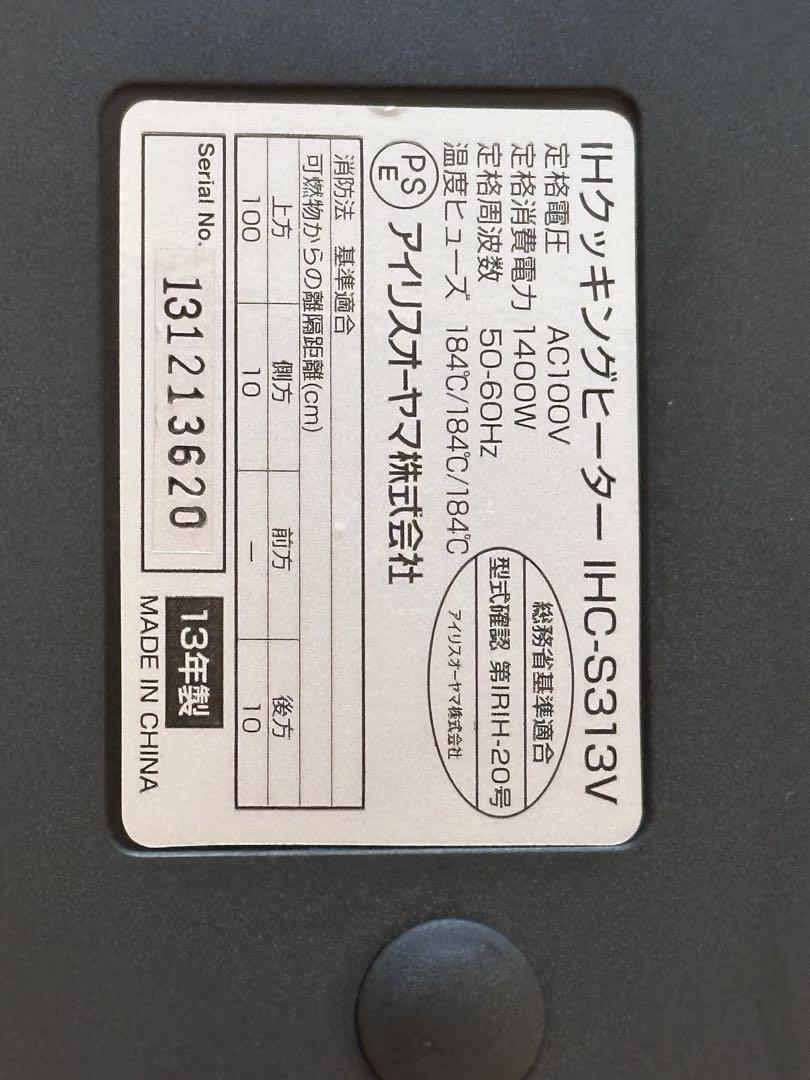 IHクッキングヒーター IHC-S313V
定格電圧 AC100V
定格消費電力 1400W
定格周波数 50-60Hz
温度ヒューズ 184℃/184℃/184℃
総務省基準適合
型式確認 第IRIH-20号
アイリスオーヤマ株式会社
PS
E
アイリスオーヤマ株式会社
消防法 基準適合
可燃物からの離隔距離(cm)
上方 側方 前方 後方
100 10 — 10
Serial No. 131213620
13年製
MADE IN CHINA